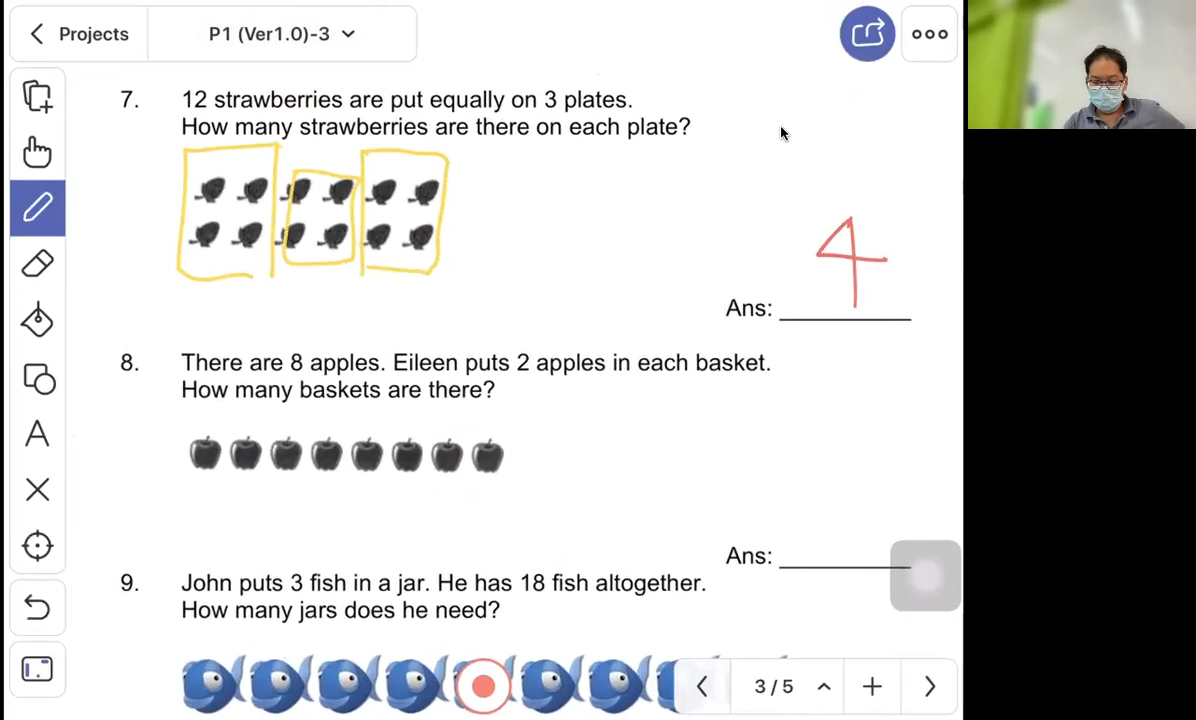 Projects
P1 (Ver1.0)-3
7. 12 strawberries are put equally on 3 plates.
How many strawberries are there on each plate?
4
Ans:
8. There are 8 apples. Eileen puts 2 apples in each basket.
How many baskets are there?
Ans:
9. John puts 3 fish in a jar. He has 18 fish altogether.
How many jars does he need?
3 / 5